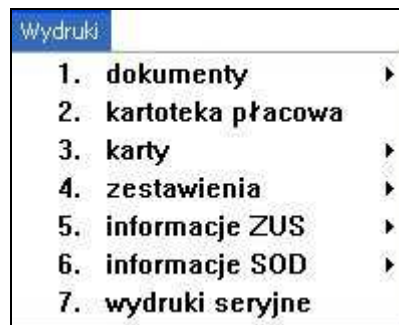 Wydruki
1. dokumenty
2. kartoteka płacowa
3. karty
4. zestawienia
5. informacje ZUS
6. informacje SOD
7. wydruki seryjne